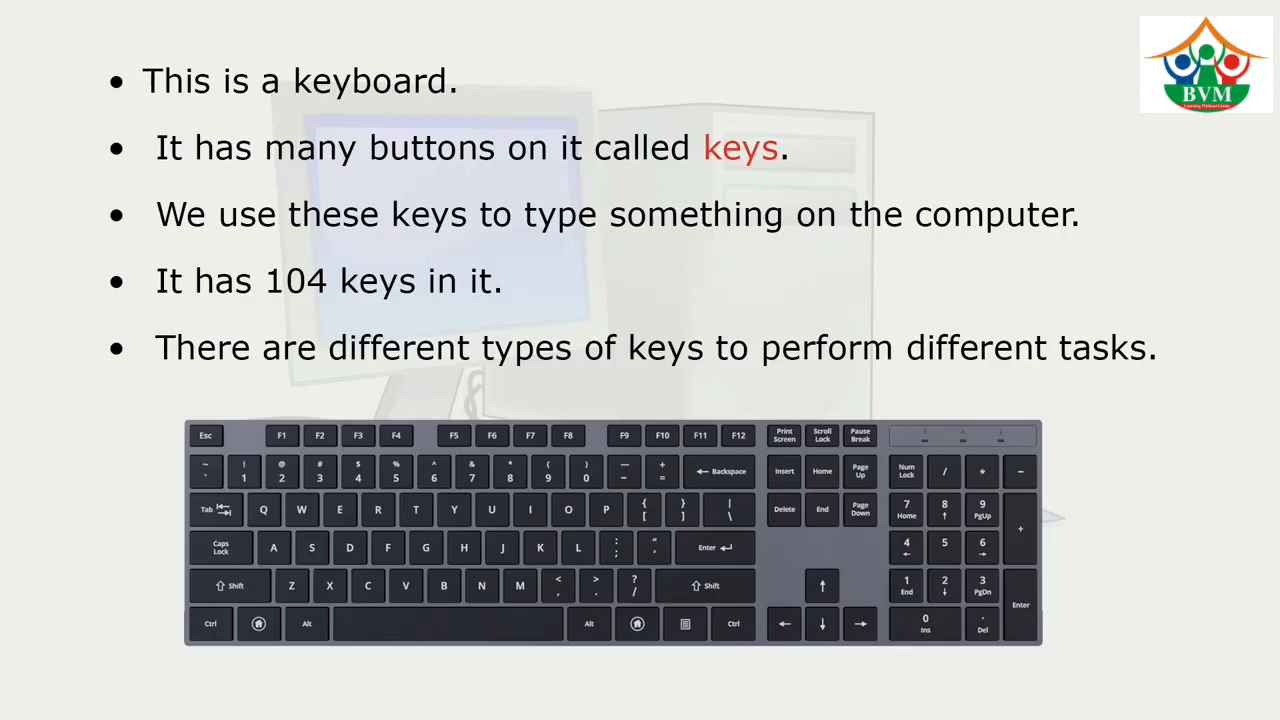 • This is a keyboard.
• It has many buttons on it called keys.
• We use these keys to type something on the computer.
• It has 104 keys in it.
• There are different types of keys to perform different tasks.
BVM
Learning Without Limits
Esc F1 F2 F3 F4 F5 F6 F7 F8 F9 F10 F11 F12 Print Screen Scroll Lock Pause Break
~ ` ! 1 @ 2 # 3 $ 4 % 5 ^ 6 & 7 * 8 ( 9 ) 0 — – + = ← Backspace Insert Home Page Up Num Lock / * –
Tab Q W E R T Y U I O P { [ } ] | \ Delete End Page Down 7 Home 8 ↑ 9 PgUp +
Caps Lock A S D F G H J K L : ; " ' Enter ↵ 4 ← 5 6 →
⇧ Shift Z X C V B N M < , > . ? / ⇧ Shift ↑ 1 End 2 ↓ 3 PgDn Enter
Ctrl Alt Alt Ctrl ← ↓ → 0 Ins . Del